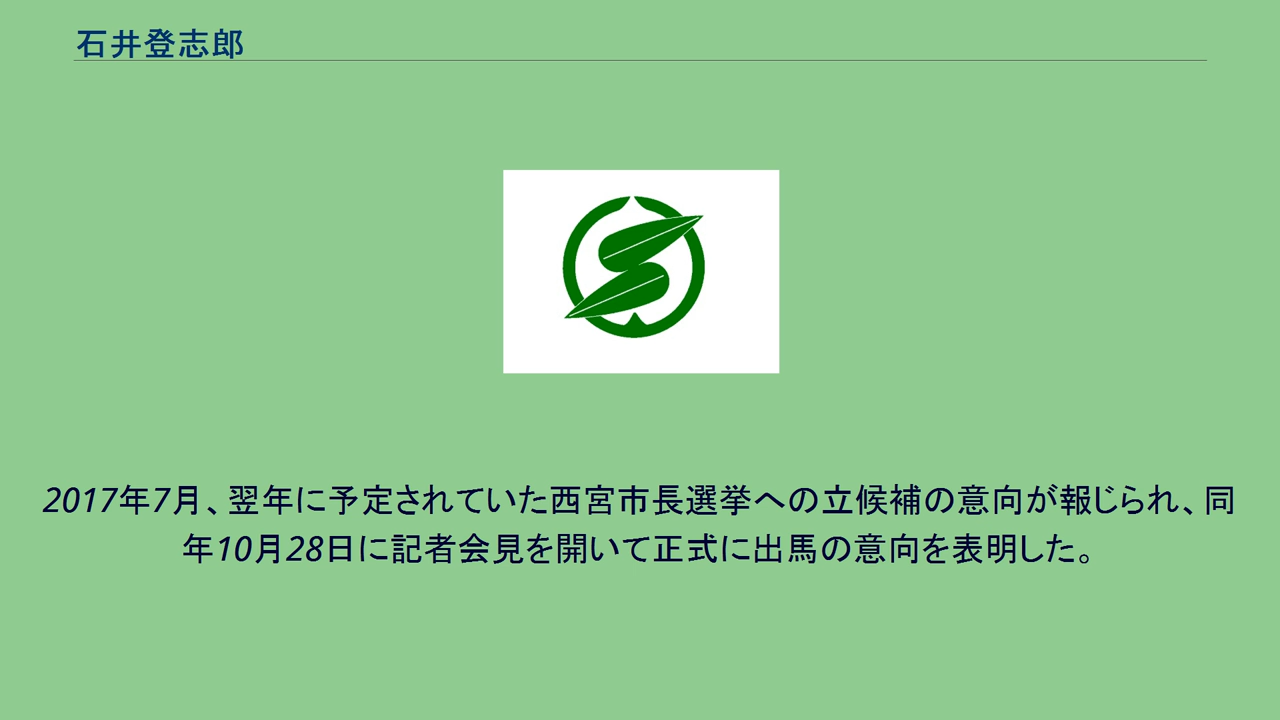 石井登志郎
2017年7月、翌年に予定されていた西宮市長選挙への立候補の意向が報じられ、同
年10月28日に記者会見を開いて正式に出馬の意向を表明した。